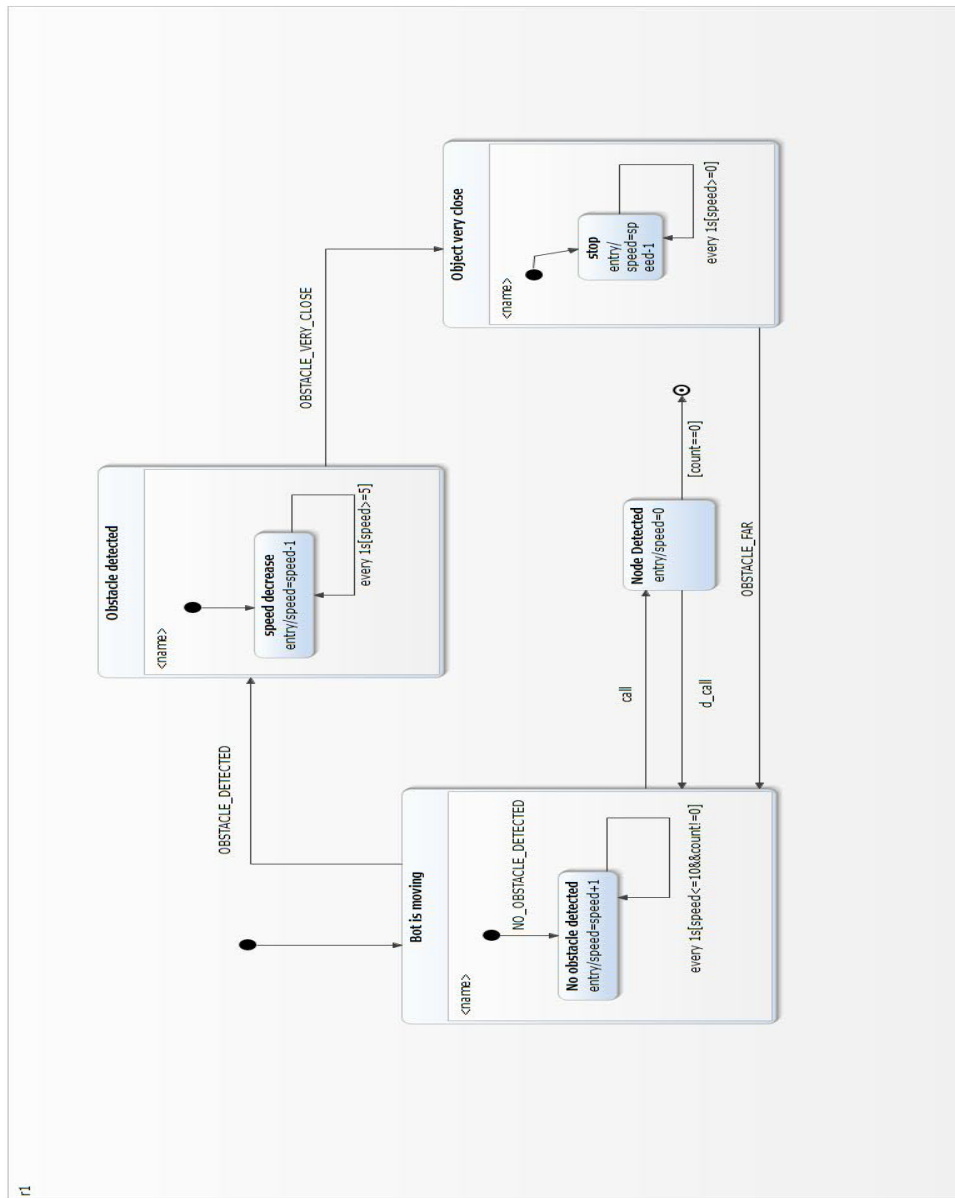 r1
OBSTACLE_DETECTED
Obstacle detected
<name>
speed decrease
entry/speed=speed-1
every 1s[speed>=5]
OBSTACLE_VERY_CLOSE
Bot is moving
<name>
NO_OBSTACLE_DETECTED
No obstacle detected
entry/speed=speed+1
every 1s[speed<=10&&count!=0]
call
d_call
Node Detected
entry/speed=0
[count==0]
OBSTACLE_FAR
Object very close
<name>
stop
entry/
speed=sp
eed-1
every 1s[speed>=0]